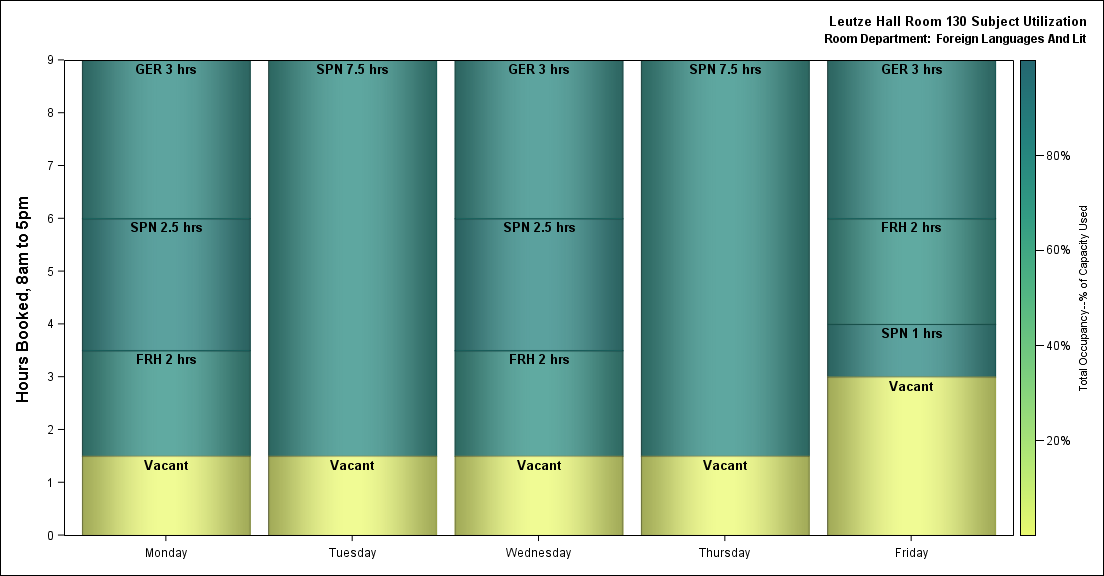 Leutze Hall Room 130 Subject Utilization
Room Department: Foreign Languages And Lit
Hours Booked, 8am to 5pm
9
8
7
6
5
4
3
2
1
0
GER 3 hrs
SPN 2.5 hrs
FRH 2 hrs
Vacant
SPN 7.5 hrs
Vacant
GER 3 hrs
SPN 2.5 hrs
FRH 2 hrs
Vacant
SPN 7.5 hrs
Vacant
GER 3 hrs
FRH 2 hrs
SPN 1 hrs
Vacant
Monday
Tuesday
Wednesday
Thursday
Friday
80%
60%
40%
20%
Total Occupancy--% of Capacity Used